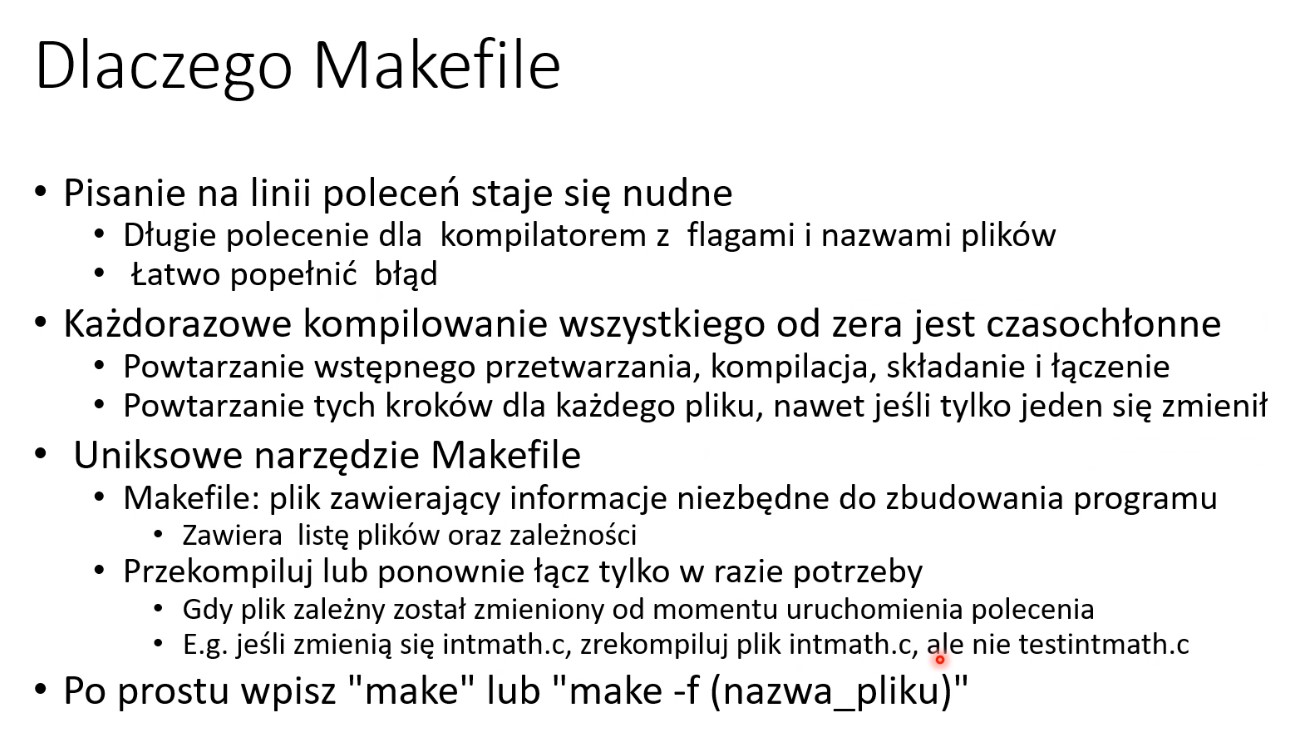 Dlaczego Makefile
• Pisanie na linii poleceń staje się nudne
• Długie polecenie dla kompilatorem z flagami i nazwami plików
• Łatwo popełnić błąd
• Każdorazowe kompilowanie wszystkiego od zera jest czasochłonne
• Powtarzanie wstępnego przetwarzania, kompilacja, składanie i łączenie
• Powtarzanie tych kroków dla każdego pliku, nawet jeśli tylko jeden się zmienił
• Uniksowe narzędzie Makefile
• Makefile: plik zawierający informacje niezbędne do zbudowania programu
• Zawiera listę plików oraz zależności
• Przekompiluj lub ponownie łącz tylko w razie potrzeby
• Gdy plik zależny został zmieniony od momentu uruchomienia polecenia
• E.g. jeśli zmienią się intmath.c, zrekompiluj plik intmath.c, ale nie testintmath.c
• Po prostu wpisz "make" lub "make -f (nazwa_pliku)"